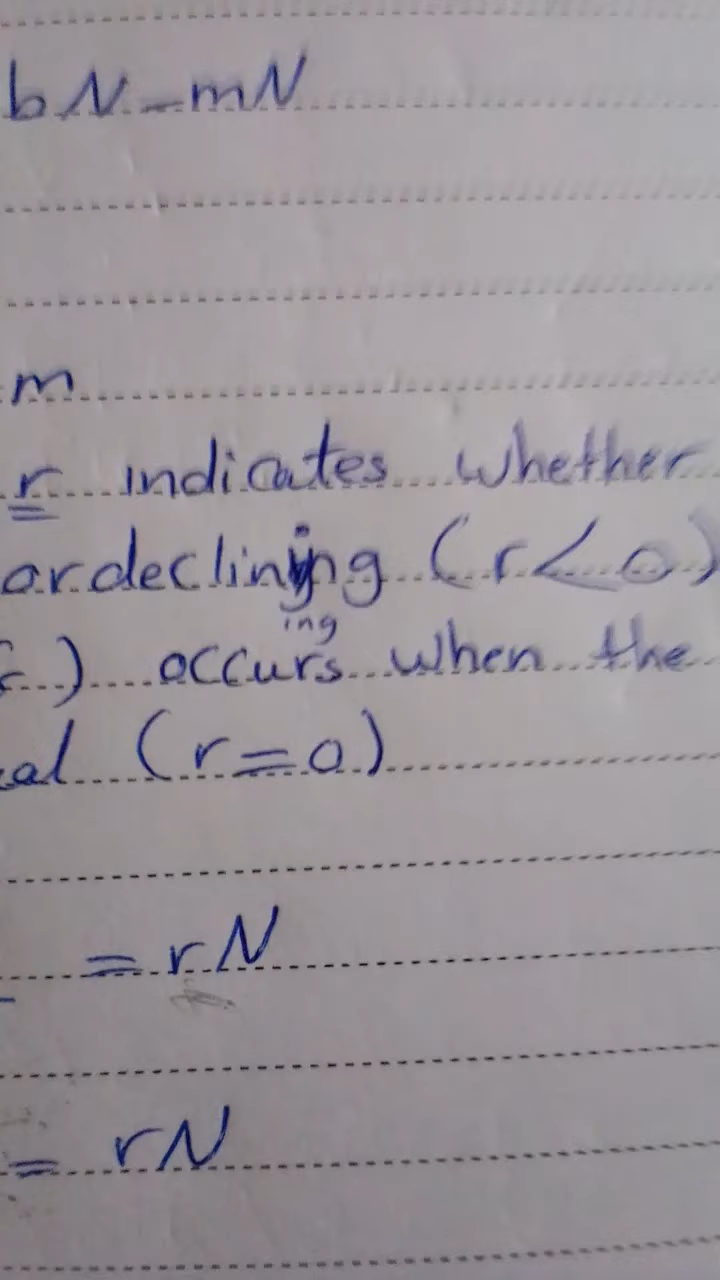 bN-mN
m
r indicates whether
or declining (r<0)
ing
) occurs when the
al (r=0)
= rN
= rN